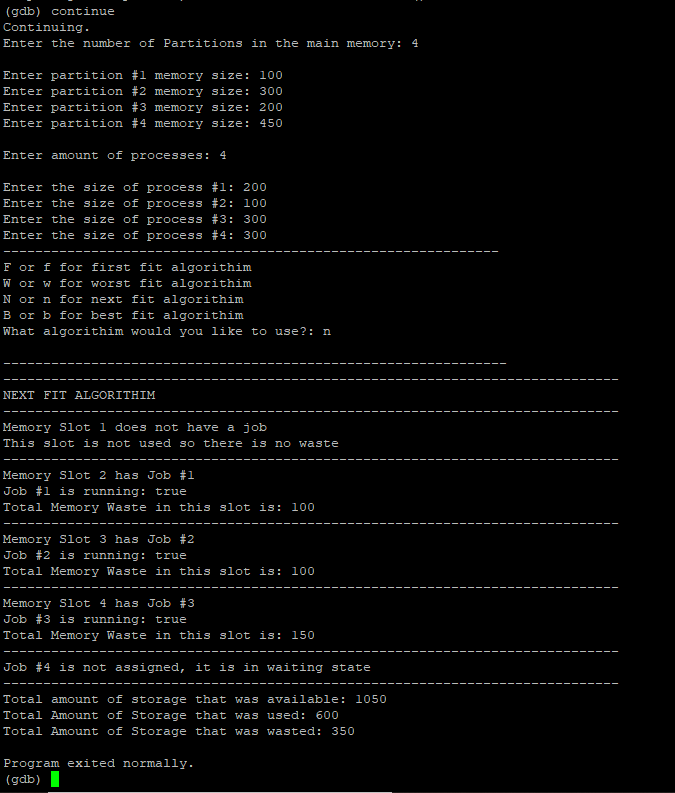 (gdb) continue
Continuing.
Enter the number of Partitions in the main memory: 4
Enter partition #1 memory size: 100
Enter partition #2 memory size: 300
Enter partition #3 memory size: 200
Enter partition #4 memory size: 450
Enter amount of processes: 4
Enter the size of process #1: 200
Enter the size of process #2: 100
Enter the size of process #3: 300
Enter the size of process #4: 300
--------------------------------------------------------------
F or f for first fit algorithim
W or w for worst fit algorithim
N or n for next fit algorithim
B or b for best fit algorithim
What algorithim would you like to use?: n
---------------------------------------------------------------
-----------------------------------------------------------------------------
NEXT FIT ALGORITHIM
-----------------------------------------------------------------------------
Memory Slot 1 does not have a job
This slot is not used so there is no waste
-----------------------------------------------------------------------------
Memory Slot 2 has Job #1
Job #1 is running: true
Total Memory Waste in this slot is: 100
-----------------------------------------------------------------------------
Memory Slot 3 has Job #2
Job #2 is running: true
Total Memory Waste in this slot is: 100
-----------------------------------------------------------------------------
Memory Slot 4 has Job #3
Job #3 is running: true
Total Memory Waste in this slot is: 150
-----------------------------------------------------------------------------
Job #4 is not assigned, it is in waiting state
-----------------------------------------------------------------------------
Total amount of storage that was available: 1050
Total Amount of Storage that was used: 600
Total Amount of Storage that was wasted: 350
Program exited normally.
(gdb)